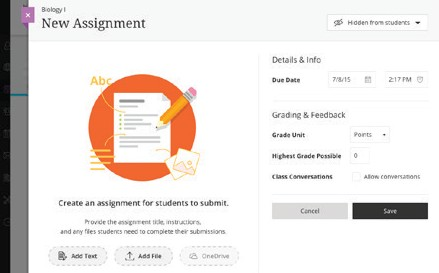 Biology I
New Assignment
Hidden from students
Abc
Create an assignment for students to submit.
Provide the assignment title, instructions,
and any files students need to complete their submissions.
Add Text
Add File
OneDrive
Details & Info
Due Date
7/8/15
2:17 PM
Grading & Feedback
Grade Unit
Points
Highest Grade Possible
0
Class Conversations
Allow conversations
Cancel
Save